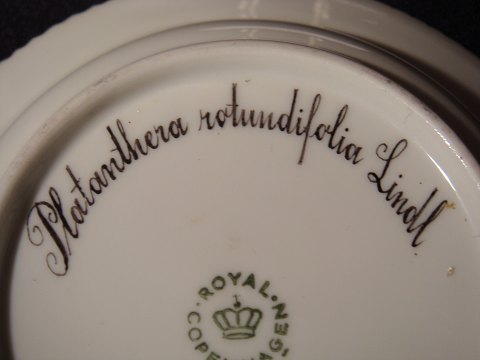 Platanthera rotundifolia Lindl
ROYAL
COPENHAGEN